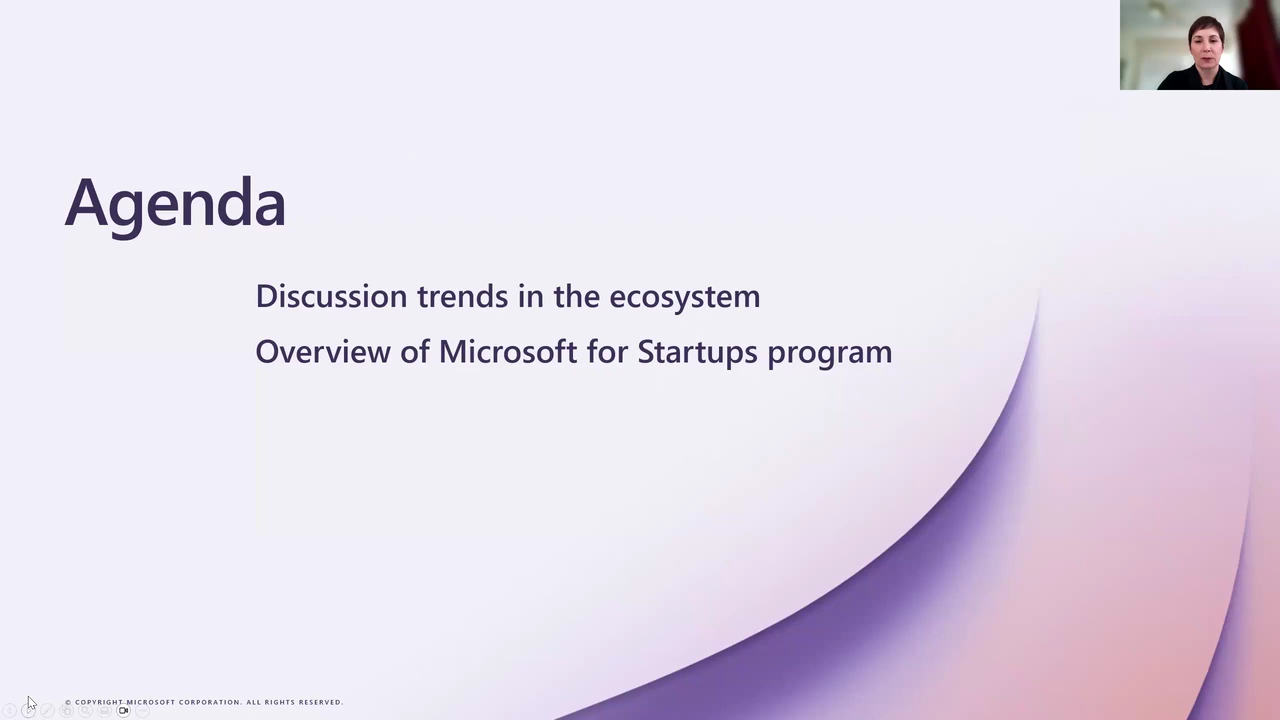 Agenda
Discussion trends in the ecosystem
Overview of Microsoft for Startups program
© COPYRIGHT MICROSOFT CORPORATION. ALL RIGHTS RESERVED.